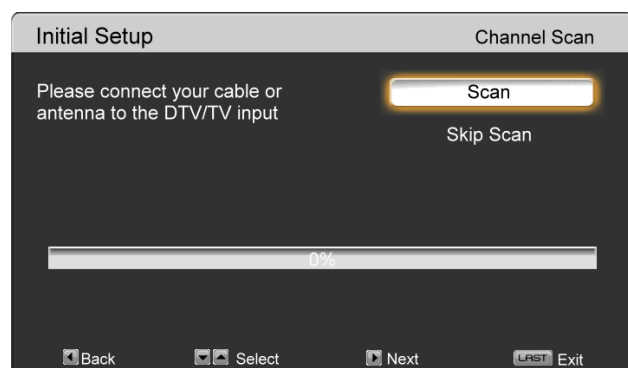 Initial Setup
Channel Scan
Please connect your cable or
antenna to the DTV/TV input
Scan
Skip Scan
0%
Back Select Next LAST Exit